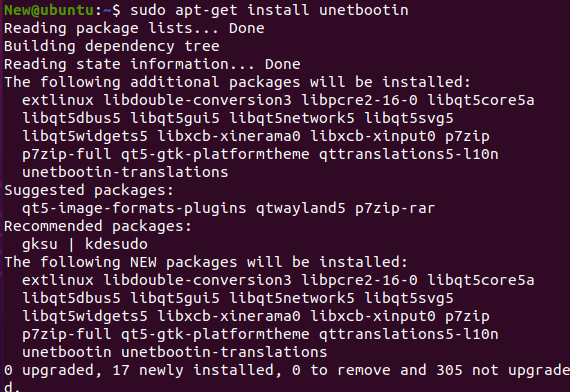 New@ubuntu:~$ sudo apt-get install unetbootin
Reading package lists... Done
Building dependency tree
Reading state information... Done
The following additional packages will be installed:
  extlinux libdouble-conversion3 libpcre2-16-0 libqt5core5a
  libqt5dbus5 libqt5gui5 libqt5network5 libqt5svg5
  libqt5widgets5 libxcb-xinerama0 libxcb-xinput0 p7zip
  p7zip-full qt5-gtk-platformtheme qttranslations5-l10n
  unetbootin-translations
Suggested packages:
  qt5-image-formats-plugins qtwayland5 p7zip-rar
Recommended packages:
  gksu | kdesudo
The following NEW packages will be installed:
  extlinux libdouble-conversion3 libpcre2-16-0 libqt5core5a
  libqt5dbus5 libqt5gui5 libqt5network5 libqt5svg5
  libqt5widgets5 libxcb-xinerama0 libxcb-xinput0 p7zip
  p7zip-full qt5-gtk-platformtheme qttranslations5-l10n
  unetbootin unetbootin-translations
0 upgraded, 17 newly installed, 0 to remove and 305 not upgrade
d.